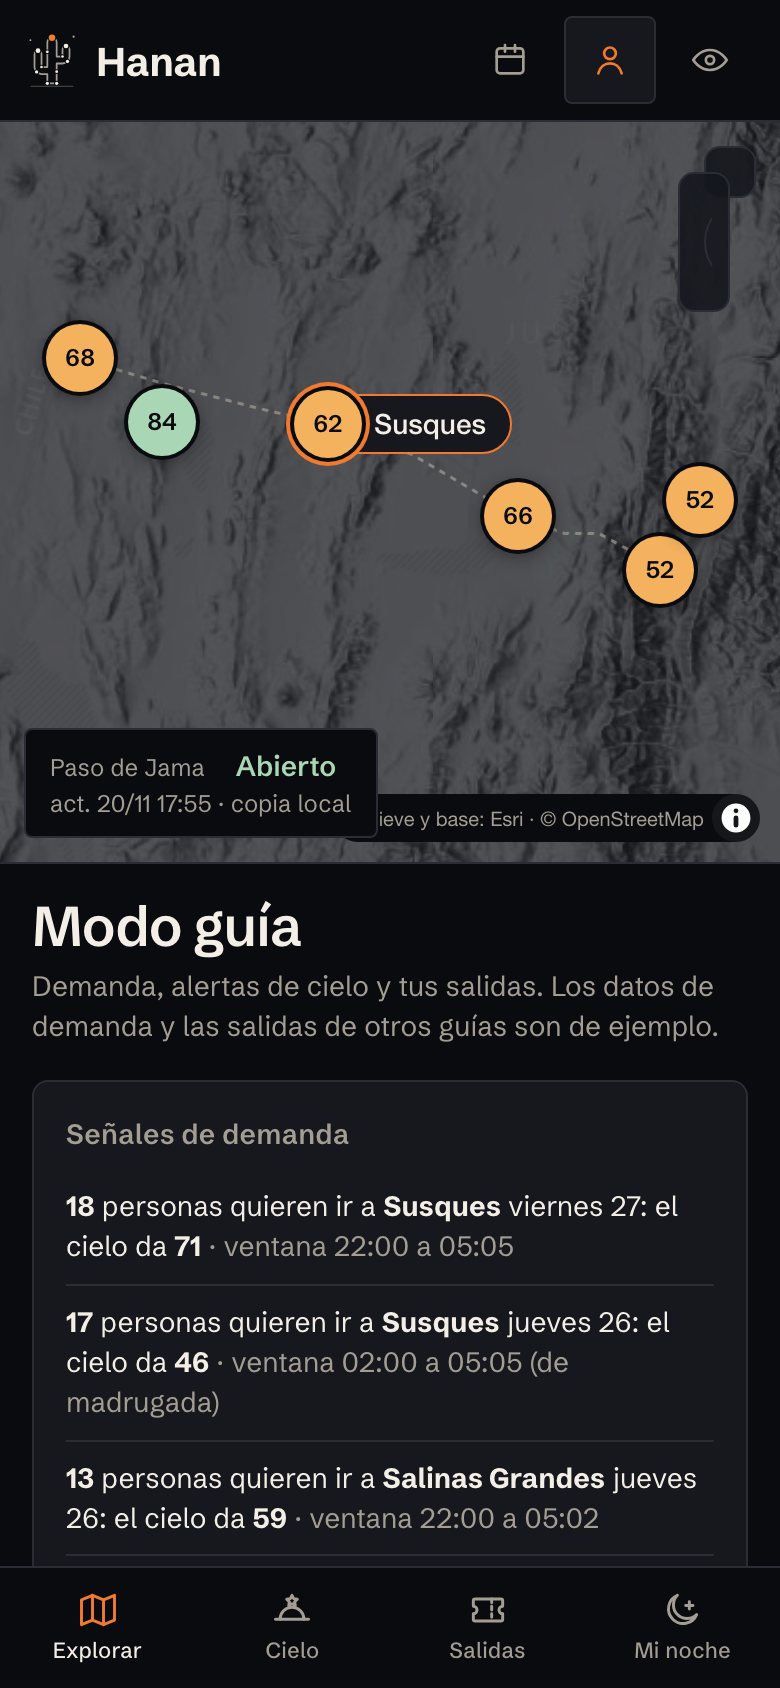 Hanan
68
84
62
Susques
66
52
52
Paso de Jama Abierto
act. 20/11 17:55 · copia local
ieve y base: Esri · © OpenStreetMap
Modo guía
Demanda, alertas de cielo y tus salidas. Los datos de
demanda y las salidas de otros guías son de ejemplo.
Señales de demanda
18 personas quieren ir a Susques viernes 27: el
cielo da 71 · ventana 22:00 a 05:05
17 personas quieren ir a Susques jueves 26: el
cielo da 46 · ventana 02:00 a 05:05 (de
madrugada)
13 personas quieren ir a Salinas Grandes jueves
26: el cielo da 59 · ventana 22:00 a 05:02
Explorar
Cielo
Salidas
Mi noche